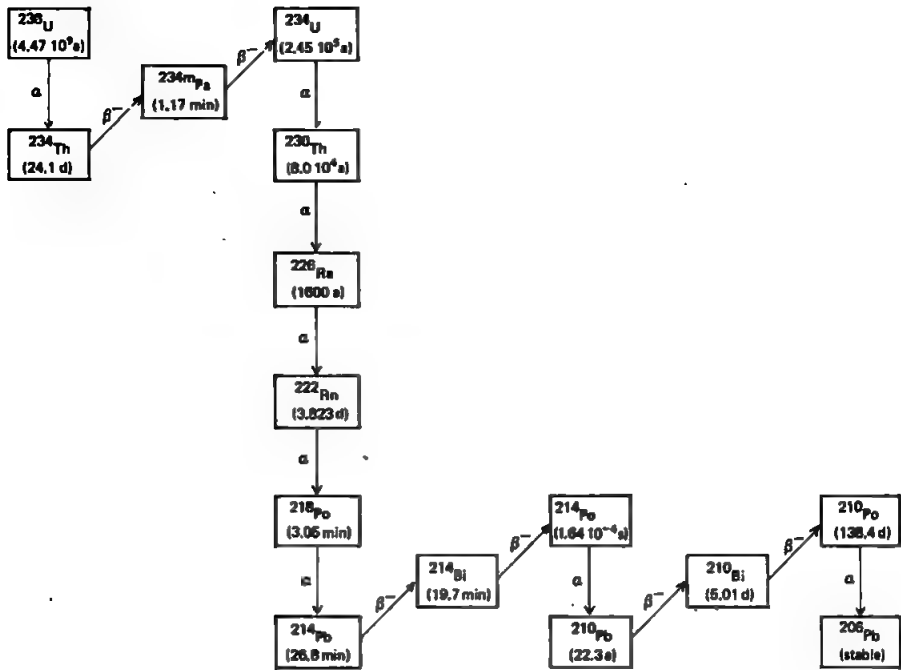 238U
(4.47 10⁹a)
α
234Th
(24.1 d)
β⁻
234mPa
(1.17 min)
β⁻
234U
(2.45 10⁵a)
α
230Th
(8.0 10⁴a)
α
226Ra
(1600 a)
α
222Rn
(3.823 d)
α
218Po
(3.05 min)
α
214Pb
(26.8 min)
β⁻
214Bi
(19.7 min)
β⁻
214Po
(1.64 10⁻⁴s)
α
210Pb
(22.3 a)
β⁻
210Bi
(5.01 d)
β⁻
210Po
(138.4 d)
α
206Pb
(stable)